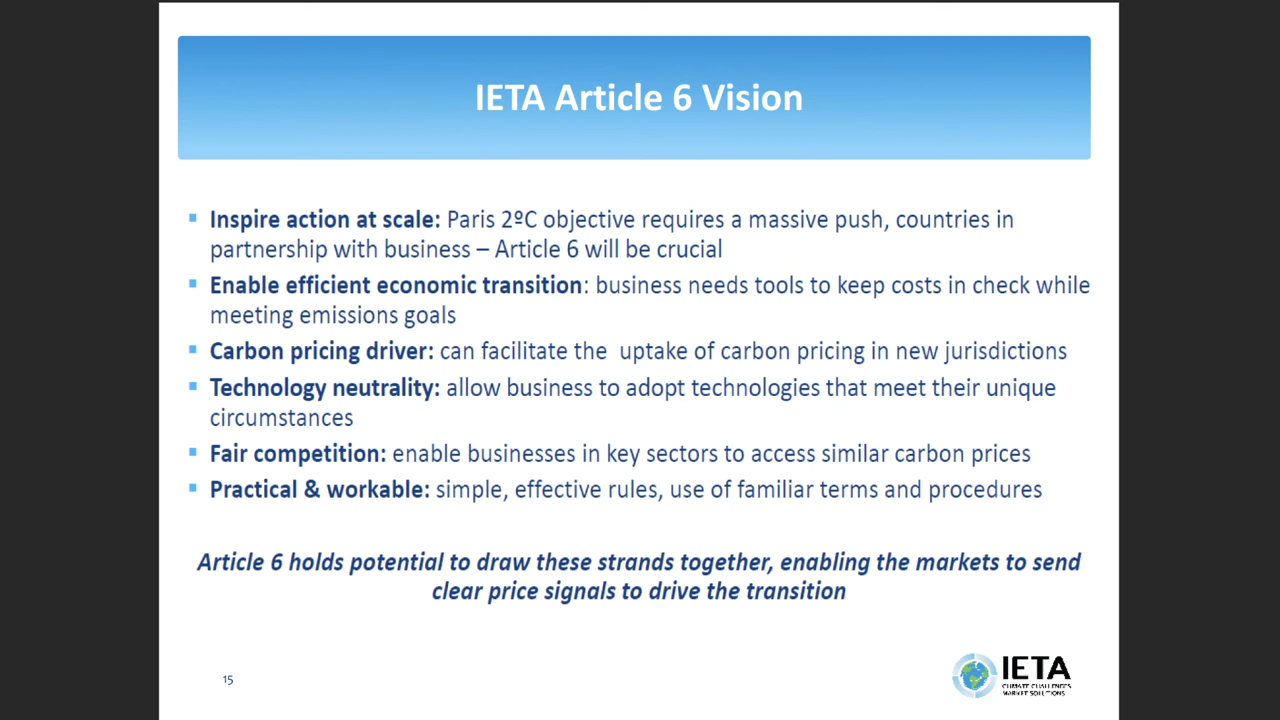 IETA Article 6 Vision
▪ Inspire action at scale: Paris 2ºC objective requires a massive push, countries in
partnership with business – Article 6 will be crucial
▪ Enable efficient economic transition: business needs tools to keep costs in check while
meeting emissions goals
▪ Carbon pricing driver: can facilitate the uptake of carbon pricing in new jurisdictions
▪ Technology neutrality: allow business to adopt technologies that meet their unique
circumstances
▪ Fair competition: enable businesses in key sectors to access similar carbon prices
▪ Practical & workable: simple, effective rules, use of familiar terms and procedures
Article 6 holds potential to draw these strands together, enabling the markets to send
clear price signals to drive the transition
15
IETA
CLIMATE CHALLENGES
MARKET SOLUTIONS